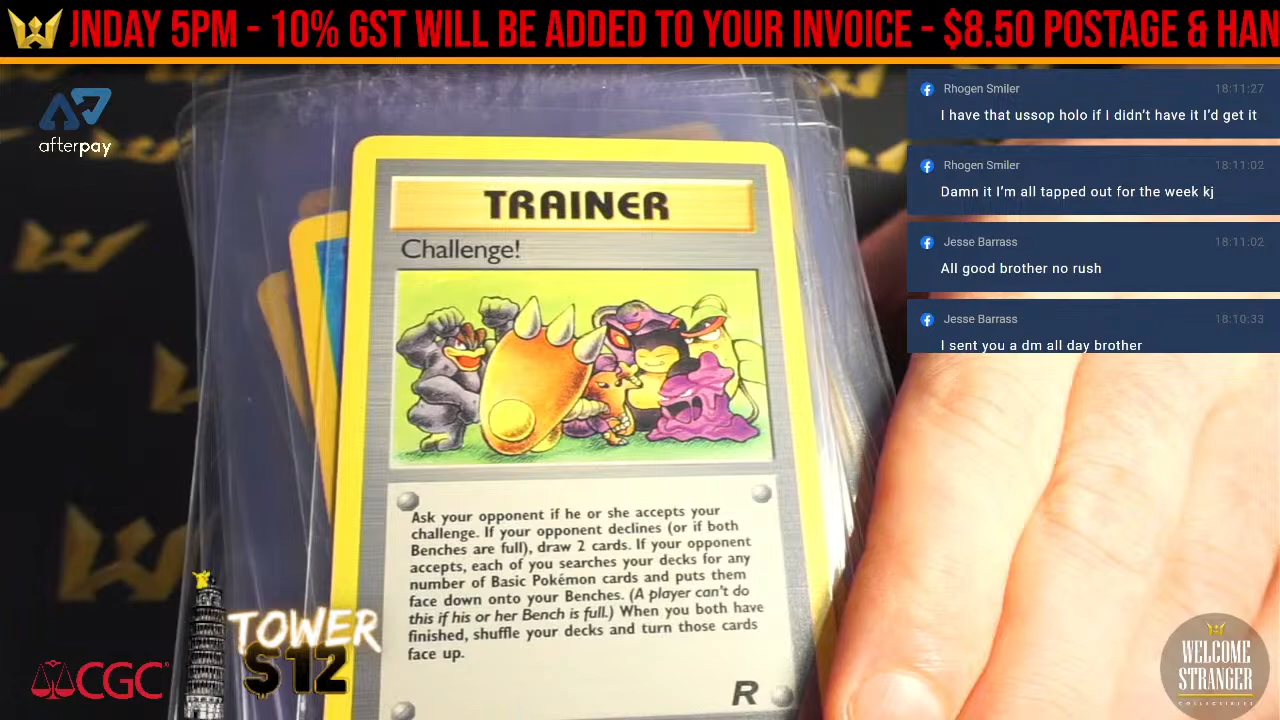 JNDAY 5PM - 10% GST WILL BE ADDED TO YOUR INVOICE - $8.50 POSTAGE & HAN
afterpay
Rhogen Smiler 18:11:27
I have that ussop holo if I didn't have it I'd get it
Rhogen Smiler 18:11:02
Damn it I'm all tapped out for the week kj
Jesse Barrass 18:11:02
All good brother no rush
Jesse Barrass 18:10:33
I sent you a dm all day brother
TRAINER
Challenge!
Ask your opponent if he or she accepts your
challenge. If your opponent declines (or if both
Benches are full), draw 2 cards. If your opponent
accepts, each of you searches your decks for any
number of Basic Pokémon cards and puts them
face down onto your Benches. (A player can't do
this if his or her Bench is full.) When you both have
finished, shuffle your decks and turn those cards
face up.
R
TOWER
$12
CGC
WELCOME
STRANGER
COLLECTIBLES